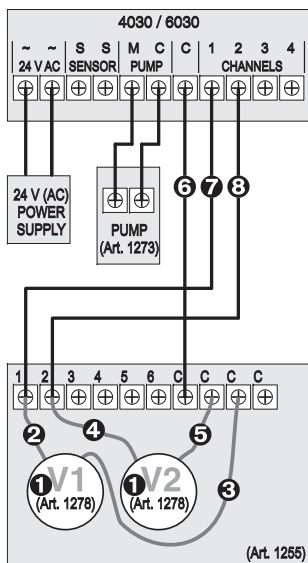 4030 / 6030
~ ~ S S M C C 1 2 3 4
24 V AC SENSOR PUMP CHANNELS
24 V (AC)
POWER
SUPPLY
PUMP
(Art. 1273)
6 7 8
1 2 3 4 5 6 C C C C
2 4 5
1 V1 1 V2 3
(Art. 1278) (Art. 1278)
(Art. 1255)